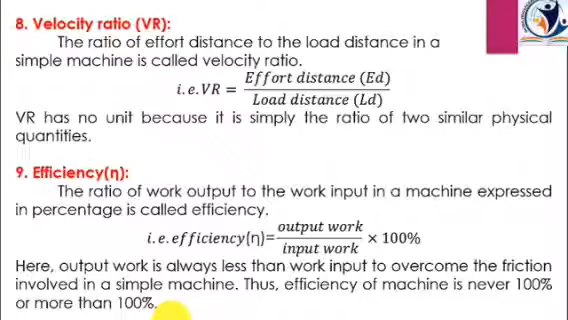 8. Velocity ratio (VR):
The ratio of effort distance to the load distance in a
simple machine is called velocity ratio.
i.e.VR = Effort distance (Ed) / Load distance (Ld)
VR has no unit because it is simply the ratio of two similar physical
quantities.
9. Efficiency(η):
The ratio of work output to the work input in a machine expressed
in percentage is called efficiency.
i.e.efficiency(η)= output work / input work × 100%
Here, output work is always less than work input to overcome the friction
involved in a simple machine. Thus, efficiency of machine is never 100%
or more than 100%.